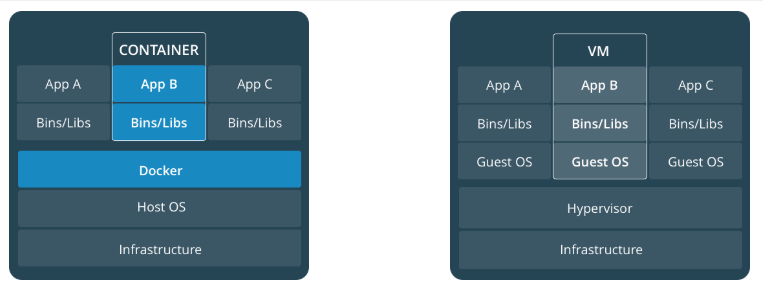 CONTAINER
App A App B App C
Bins/Libs Bins/Libs Bins/Libs
Docker
Host OS
Infrastructure
VM
App A App B App C
Bins/Libs Bins/Libs Bins/Libs
Guest OS Guest OS Guest OS
Hypervisor
Infrastructure